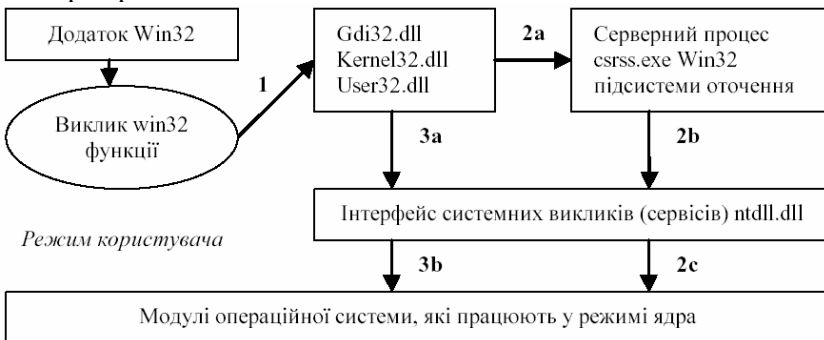 Додаток Win32
Виклик win32
функції
1
Gdi32.dll
Kernel32.dll
User32.dll
2a
Серверний процес
csrss.exe Win32
підсистеми оточення
3a
2b
Інтерфейс системних викликів (сервісів) ntdll.dll
Режим користувача
3b
2c
Модулі операційної системи, які працюють у режимі ядра